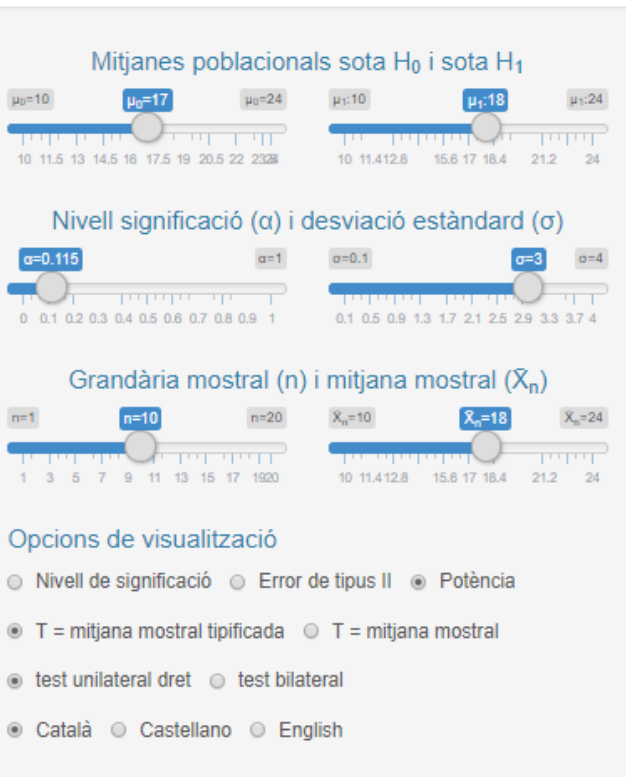 Mitjanes poblacionals sota H₀ i sota H₁
μ₀=10 μ₀=17 μ₀=24 μ₁:10 μ₁:18 μ₁:24
10 11.5 13 14.5 16 17.5 19 20.5 22 23.5 24 10 11.4 12.8 15.6 17 18.4 21.2 24
Nivell significació (α) i desviació estàndard (σ)
α=0.115 α=1 σ=0.1 σ=3 σ=4
0 0.1 0.2 0.3 0.4 0.5 0.6 0.7 0.8 0.9 1 0.1 0.5 0.9 1.3 1.7 2.1 2.5 2.9 3.3 3.7 4
Grandària mostral (n) i mitjana mostral (X̄ₙ)
n=1 n=10 n=20 X̄ₙ=10 X̄ₙ=18 X̄ₙ=24
1 3 5 7 9 11 13 15 17 19 20 10 11.4 12.8 15.6 17 18.4 21.2 24
Opcions de visualització
Nivell de significació Error de tipus II Potència
T = mitjana mostral tipificada T = mitjana mostral
test unilateral dret test bilateral
Català Castellano English